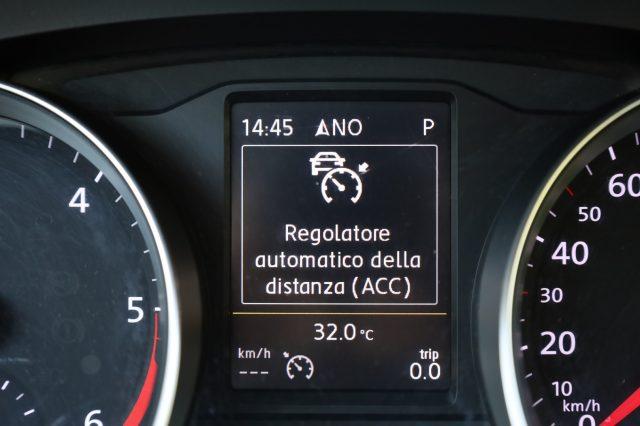 14:45 NO P
Regolatore
automatico della
distanza (ACC)
32.0 °C
km/h trip
--- 0.0
4
5
6
60
50
40
30
20
10
km/h
0